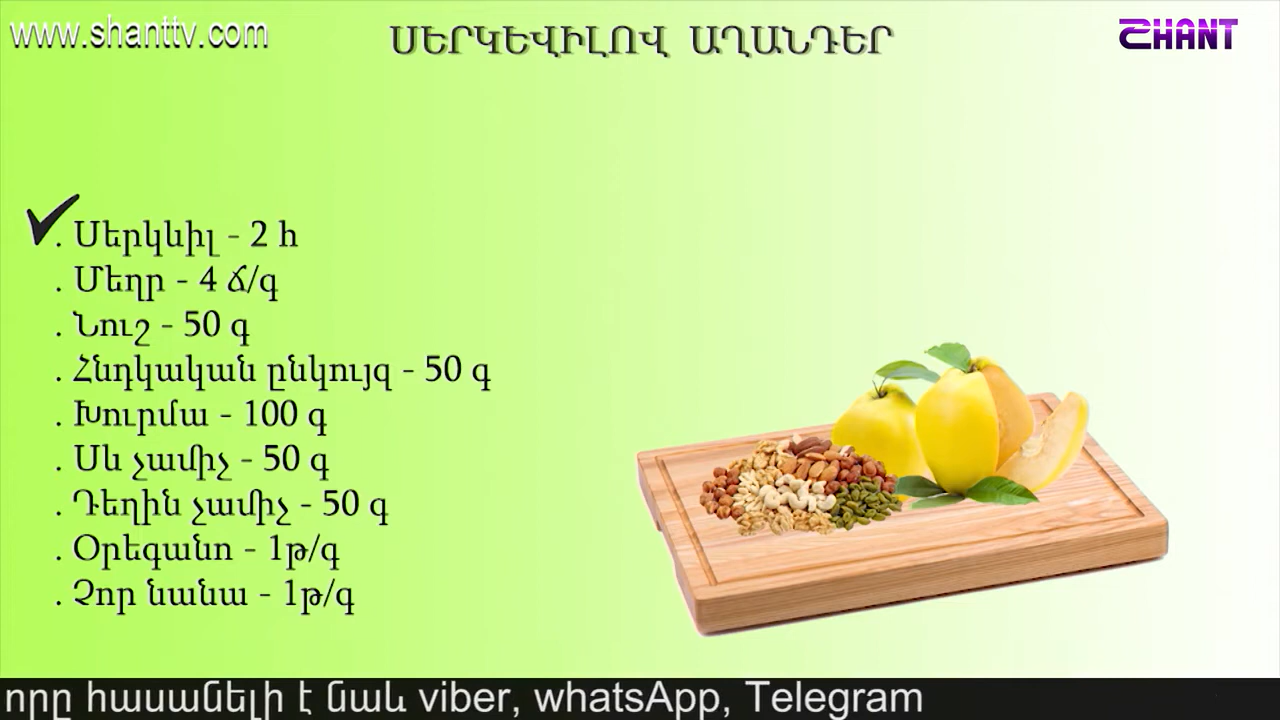 www.shanttv.com
ՍԵՐԿԵՎԻԼՈՎ ԱՂԱՆԴԵՐ
SHANT
. Սերկևիլ - 2 հ
. Մեղր - 4 ճ/գ
. Նուշ - 50 գ
. Հնդկական ընկույզ - 50 գ
. Խուրմա - 100 գ
. Սև չամիչ - 50 գ
. Դեղին չամիչ - 50 գ
. Օրեգանո - 1թ/գ
. Չոր նանա - 1թ/գ
որը հասանելի է նաև viber, whatsApp, Telegram